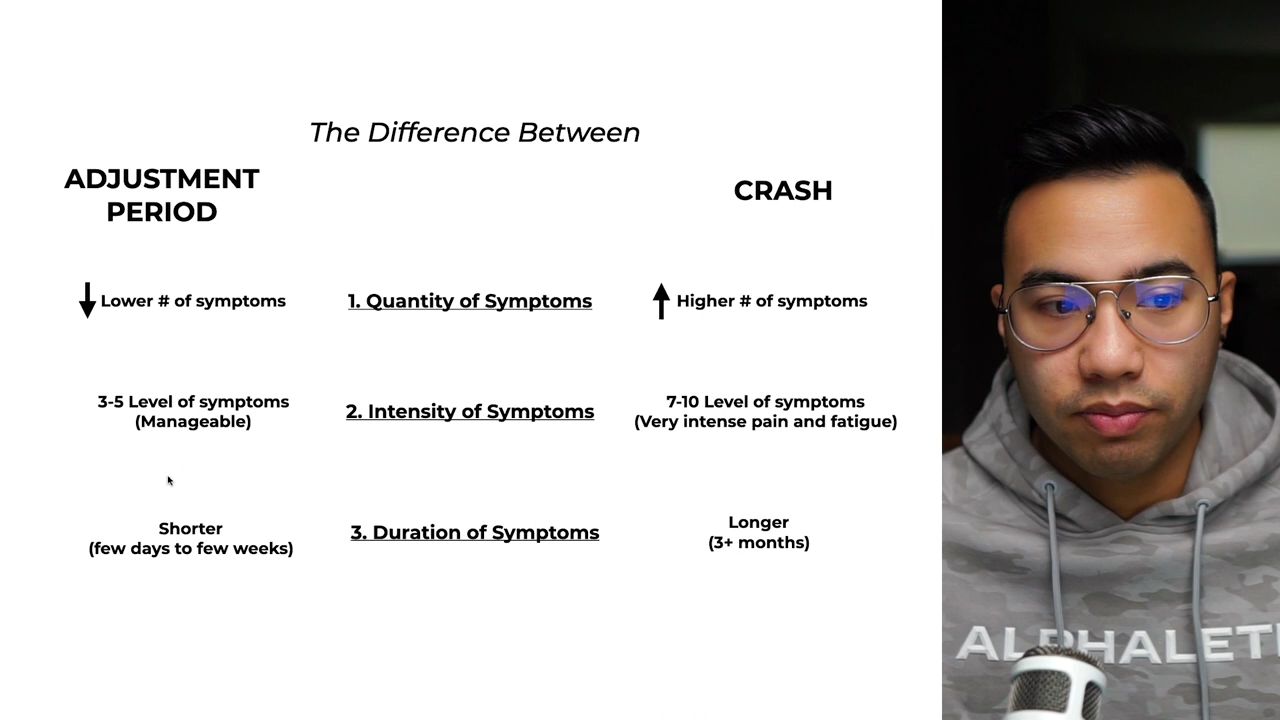 The Difference Between
ADJUSTMENT
PERIOD
CRASH
Lower # of symptoms
1. Quantity of Symptoms
Higher # of symptoms
3-5 Level of symptoms
(Manageable)
2. Intensity of Symptoms
7-10 Level of symptoms
(Very intense pain and fatigue)
Shorter
(few days to few weeks)
3. Duration of Symptoms
Longer
(3+ months)
ALPHALET